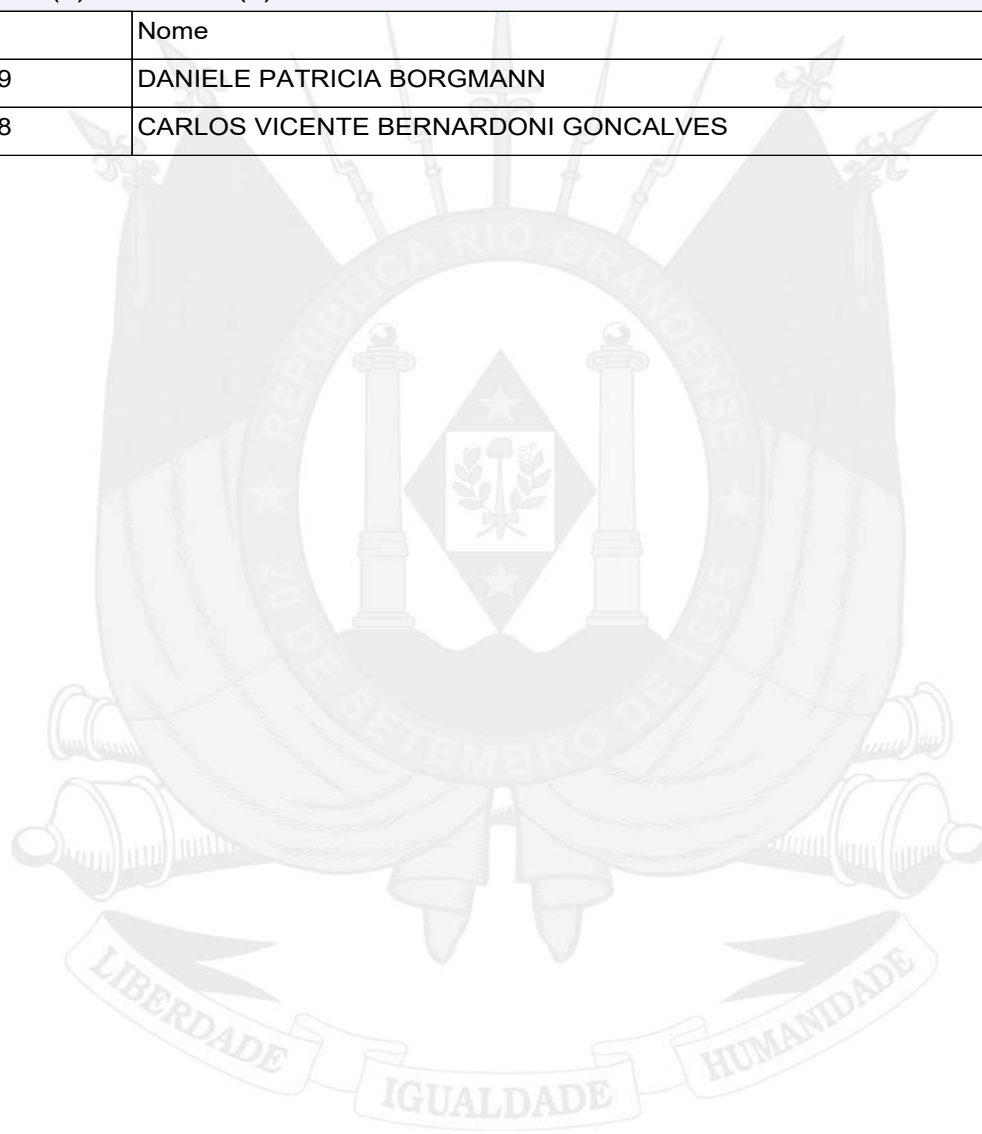 Nome
9 DANIELE PATRICIA BORGMANN
8 CARLOS VICENTE BERNARDONI GONCALVES
REPÚBLICA RIO-GRANDENSE
20 DE SETEMBRO DE 1835
LIBERDADE IGUALDADE HUMANIDADE